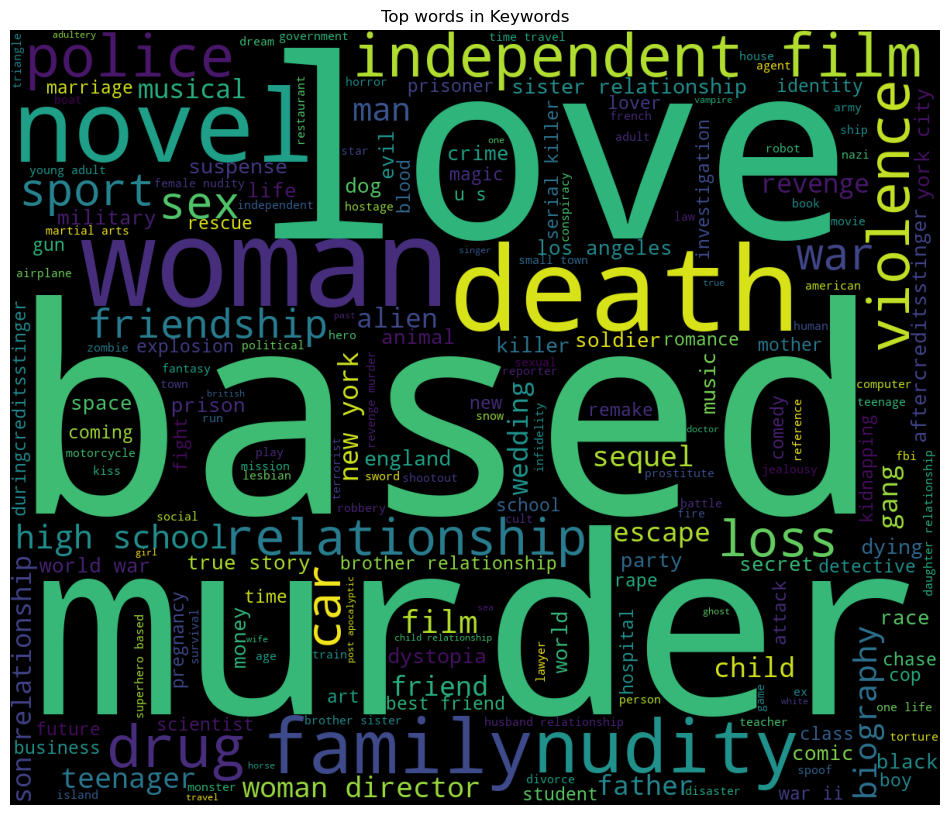 Top words in Keywords
adultery
triangle
police
dream
government
independent film
time travel
house
agent
marriage
boat
musical
horror
prisoner
sister relationship
identity
vampire
novel
love
restaurant
man
lover
french
adult
army
ship
violence
york city
star
evil
one
crime
magic
u s
robot
nazi
suspense
young adult
female nudity
life
dog
blood
serial killer
conspiracy
investigation
law
revenge
book
movie
sport
sex
independent
hostage
military
rescue
martial arts
gun
airplane
woman
death
singer
small town
los angeles
true
war
american
aftercreditsstinger
duringcreditsstinger
friendship
past
alien
hero
animal
killer
soldier
romance
human
mother
zombie
explosion
political
fantasy
town
british
prison
run
new york
revenge murder
sexual
reporter
music
computer
teenage
based
space
coming
motorcycle
kiss
play
mission
lesbian
fight
terrorist
england
sword
shootout
new
snow
wedding
infidelity
remake
sequel
doctor
prostitute
comedy
reference
jealousy
kidnapping
gang
fbi
robbery
school
cult
battle
fire
social
girl
high school
relationship
escape
loss
dying
daughter relationship
son relationship
world war
true story
brother relationship
party
rape
secret
detective
murder
pregnancy
survival
superhero based
money
time
wife
age
car
train
post apocalyptic
film
child relationship
sea
dystopia
friend
best friend
art
ghost
lawyer
world
hospital
person
child
attack
game
ex
white
biography
race
chase
cop
one life
future
scientist
business
drug
family
brother sister
husband relationship
nudity
teacher
class
comic
spoof
torture
black
boy
teenager
island
monster
travel
horse
woman director
divorce
student
father
disaster
war ii